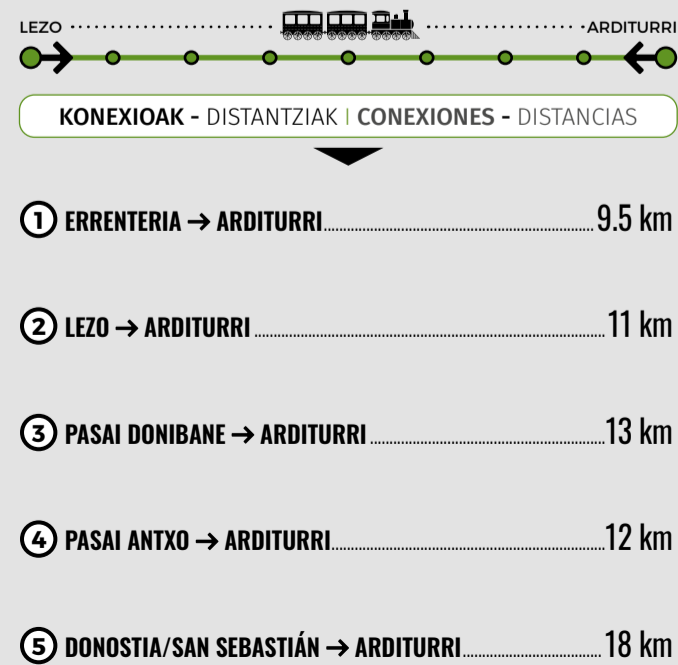 LEZO ARDITURRI
KONEXIOAK - DISTANTZIAK | CONEXIONES - DISTANCIAS
1 ERRENTERIA → ARDITURRI 9.5 km
2 LEZO → ARDITURRI 11 km
3 PASAI DONIBANE → ARDITURRI 13 km
4 PASAI ANTXO → ARDITURRI 12 km
5 DONOSTIA/SAN SEBASTIÁN → ARDITURRI 18 km